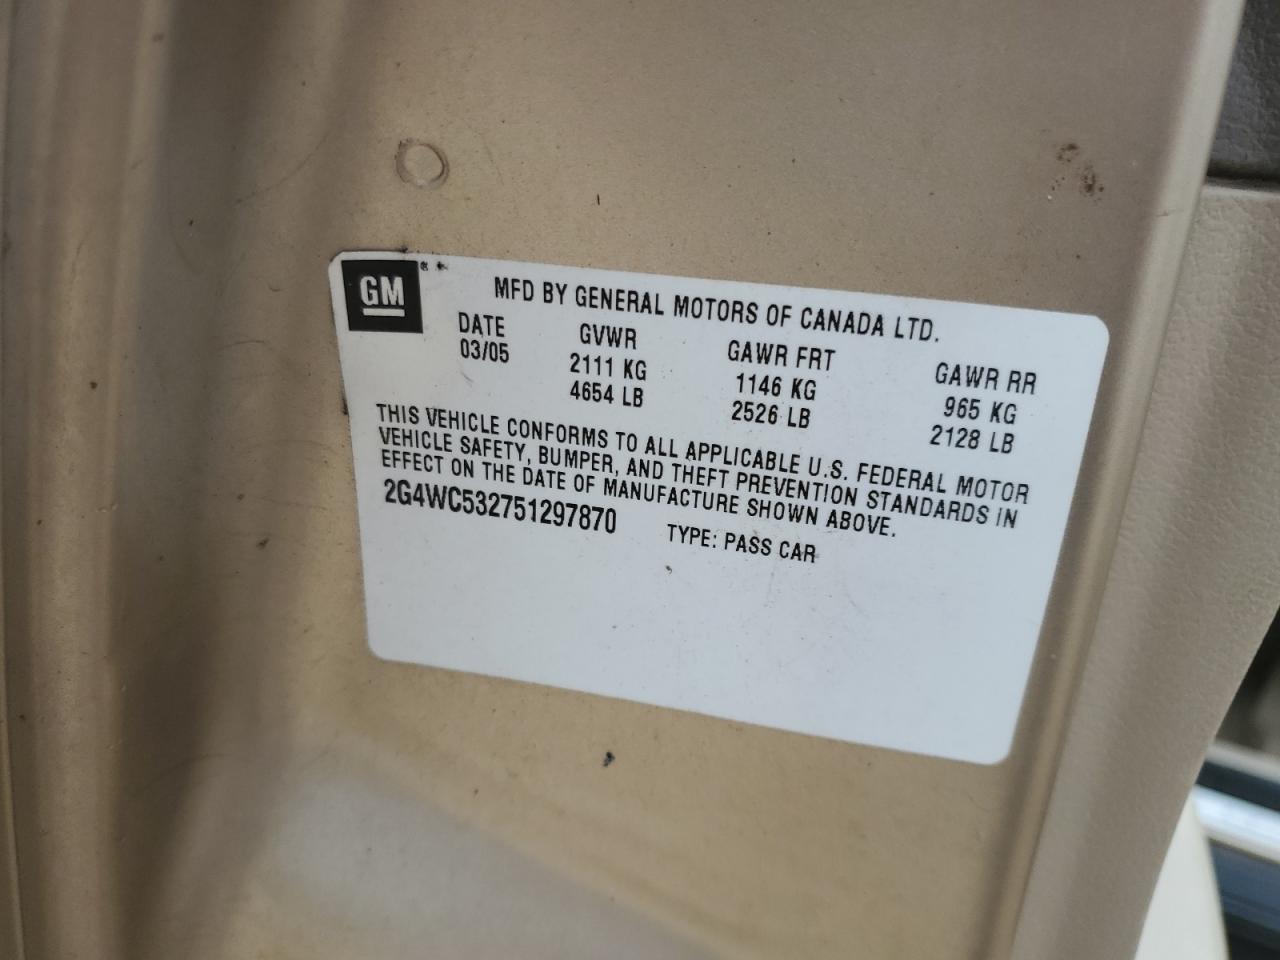 GM ®
MFD BY GENERAL MOTORS OF CANADA LTD.
DATE GVWR GAWR FRT GAWR RR
03/05 2111 KG 1146 KG 965 KG
4654 LB 2526 LB 2128 LB
THIS VEHICLE CONFORMS TO ALL APPLICABLE U.S. FEDERAL MOTOR
VEHICLE SAFETY, BUMPER, AND THEFT PREVENTION STANDARDS IN
EFFECT ON THE DATE OF MANUFACTURE SHOWN ABOVE.
2G4WC532751297870 TYPE: PASS CAR